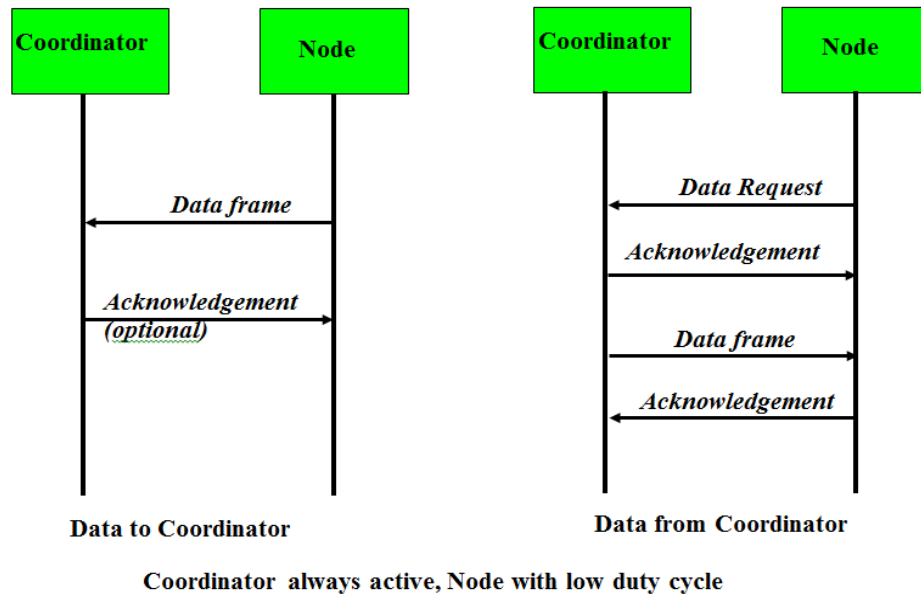 Coordinator
Node
Data frame
Acknowledgement
(optional)
Data to Coordinator
Coordinator
Node
Data Request
Acknowledgement
Data frame
Acknowledgement
Data from Coordinator
Coordinator always active, Node with low duty cycle